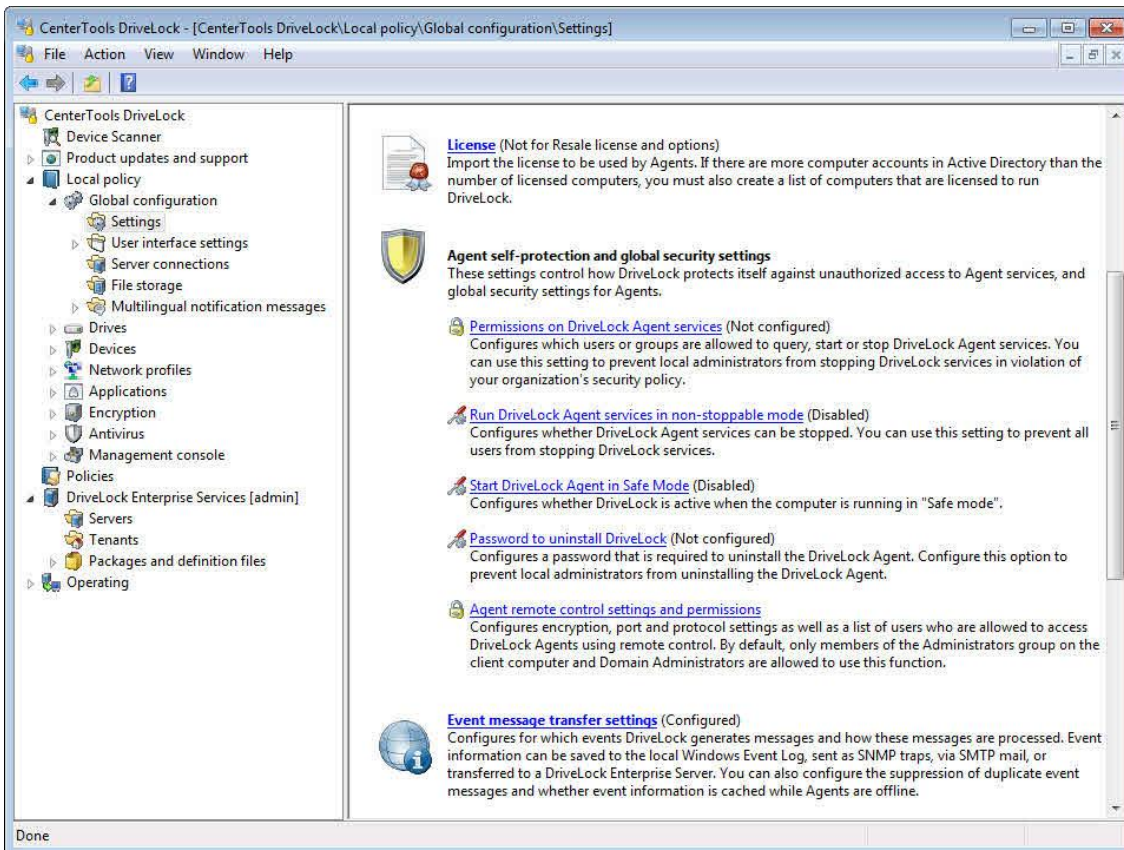 CenterTools DriveLock - [CenterTools DriveLock\Local policy\Global configuration\Settings]
File Action View Window Help
CenterTools DriveLock
Device Scanner
Product updates and support
Local policy
Global configuration
Settings
User interface settings
Server connections
File storage
Multilingual notification messages
Drives
Devices
Network profiles
Applications
Encryption
Antivirus
Management console
Policies
DriveLock Enterprise Services [admin]
Servers
Tenants
Packages and definition files
Operating
License (Not for Resale license and options)
Import the license to be used by Agents. If there are more computer accounts in Active Directory than the
number of licensed computers, you must also create a list of computers that are licensed to run
DriveLock.
Agent self-protection and global security settings
These settings control how DriveLock protects itself against unauthorized access to Agent services, and
global security settings for Agents.
Permissions on DriveLock Agent services (Not configured)
Configures which users or groups are allowed to query, start or stop DriveLock Agent services. You
can use this setting to prevent local administrators from stopping DriveLock services in violation of
your organization's security policy.
Run DriveLock Agent services in non-stoppable mode (Disabled)
Configures whether DriveLock Agent services can be stopped. You can use this setting to prevent all
users from stopping DriveLock services.
Start DriveLock Agent in Safe Mode (Disabled)
Configures whether DriveLock is active when the computer is running in "Safe mode".
Password to uninstall DriveLock (Not configured)
Configures a password that is required to uninstall the DriveLock Agent. Configure this option to
prevent local administrators from uninstalling the DriveLock Agent.
Agent remote control settings and permissions
Configures encryption, port and protocol settings as well as a list of users who are allowed to access
DriveLock Agents using remote control. By default, only members of the Administrators group on the
client computer and Domain Administrators are allowed to use this function.
Event message transfer settings (Configured)
Configures for which events DriveLock generates messages and how these messages are processed. Event
information can be saved to the local Windows Event Log, sent as SNMP traps, via SMTP mail, or
transferred to a DriveLock Enterprise Server. You can also configure the suppression of duplicate event
messages and whether event information is cached while Agents are offline.
Done